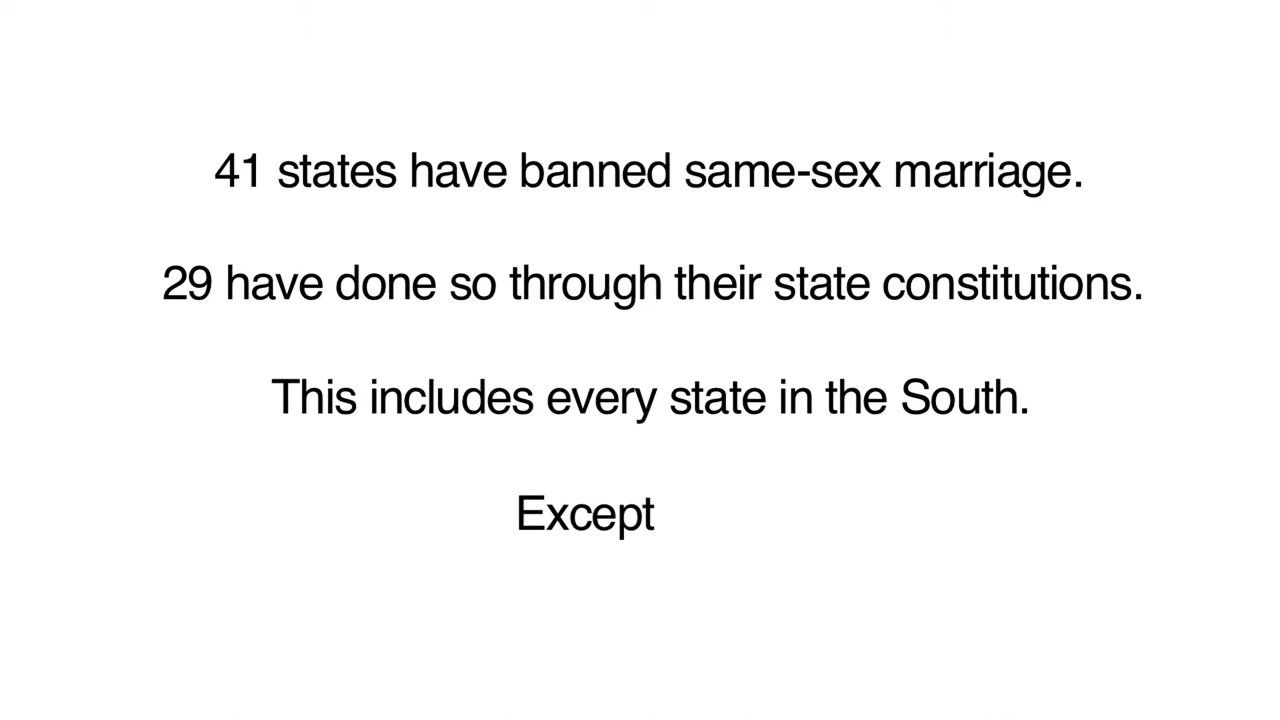 41 states have banned same-sex marriage.
29 have done so through their state constitutions.
This includes every state in the South.
Except